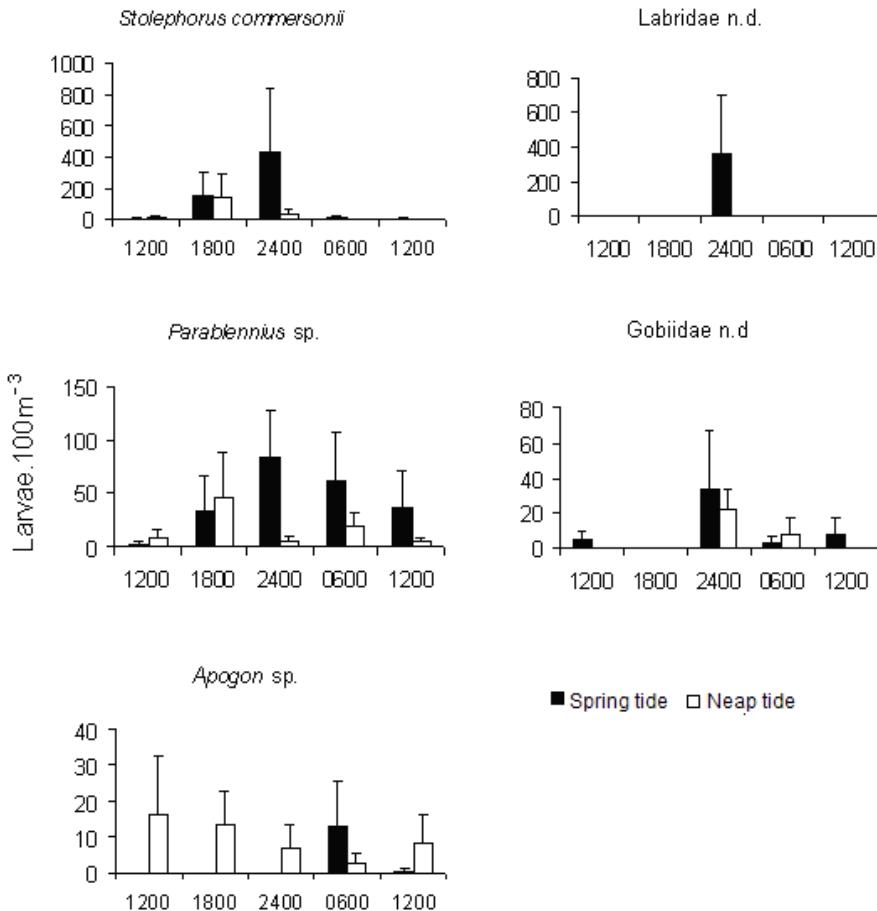 Stolephorus commersonii
1000
800
600
400
200
0
1200 1800 2400 0600 1200
Labridae n.d.
800
600
400
200
0
1200 1800 2400 0600 1200
Larvae.100m⁻³
Parablennius sp.
150
100
50
0
1200 1800 2400 0600 1200
Gobiidae n.d
80
60
40
20
0
1200 1800 2400 0600 1200
Apogon sp.
40
30
20
10
0
1200 1800 2400 0600 1200
Spring tide Neap tide